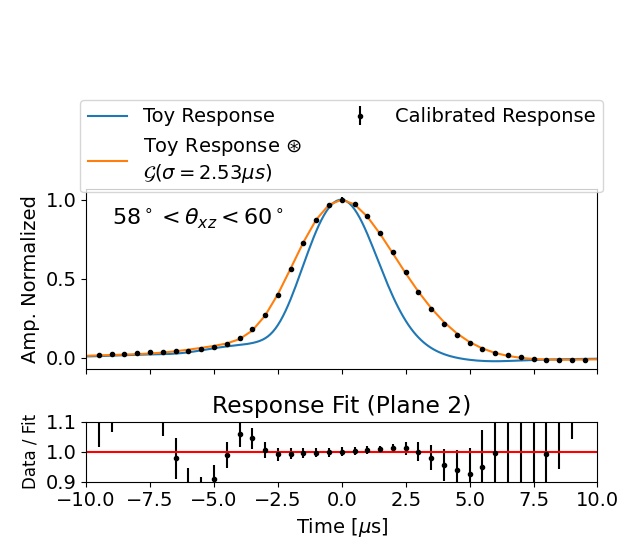 Toy Response
Calibrated Response
Toy Response ⊛
𝒢(σ = 2.53μs)
58° < θxz < 60°
Amp. Normalized
1.0
0.5
0.0
Response Fit (Plane 2)
Data / Fit
1.1
1.0
0.9
−10.0 −7.5 −5.0 −2.5 0.0 2.5 5.0 7.5 10.0
Time [μs]